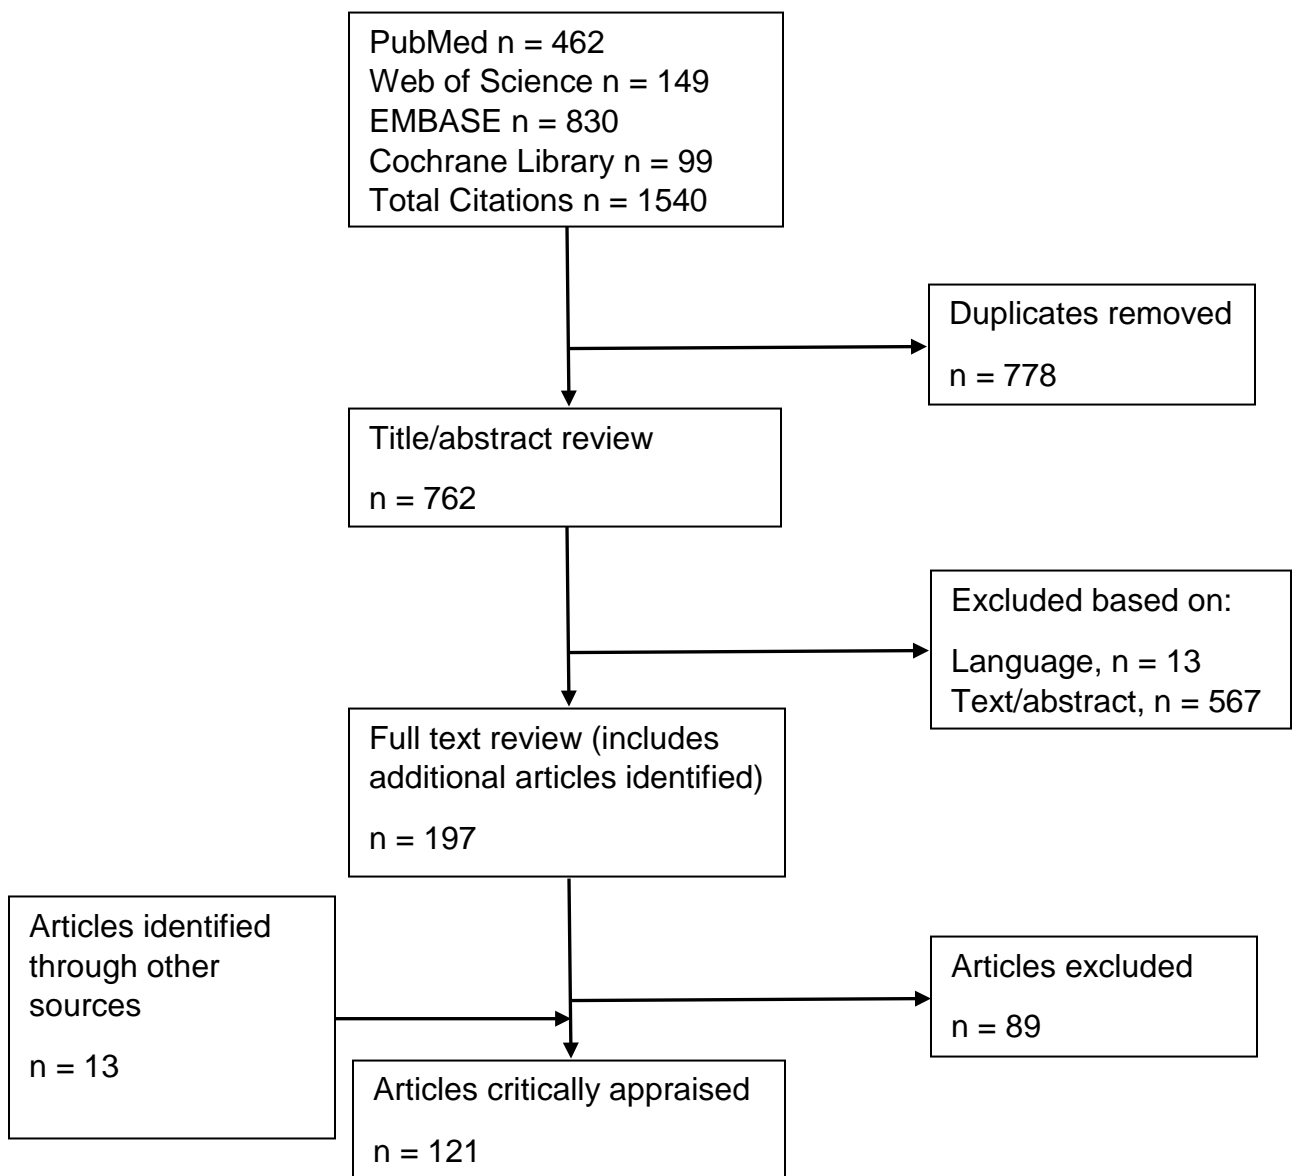 PubMed n = 462
Web of Science n = 149
EMBASE n = 830
Cochrane Library n = 99
Total Citations n = 1540
Duplicates removed
n = 778
Title/abstract review
n = 762
Excluded based on:
Language, n = 13
Text/abstract, n = 567
Full text review (includes
additional articles identified)
n = 197
Articles identified
through other
sources
n = 13
Articles excluded
n = 89
Articles critically appraised
n = 121